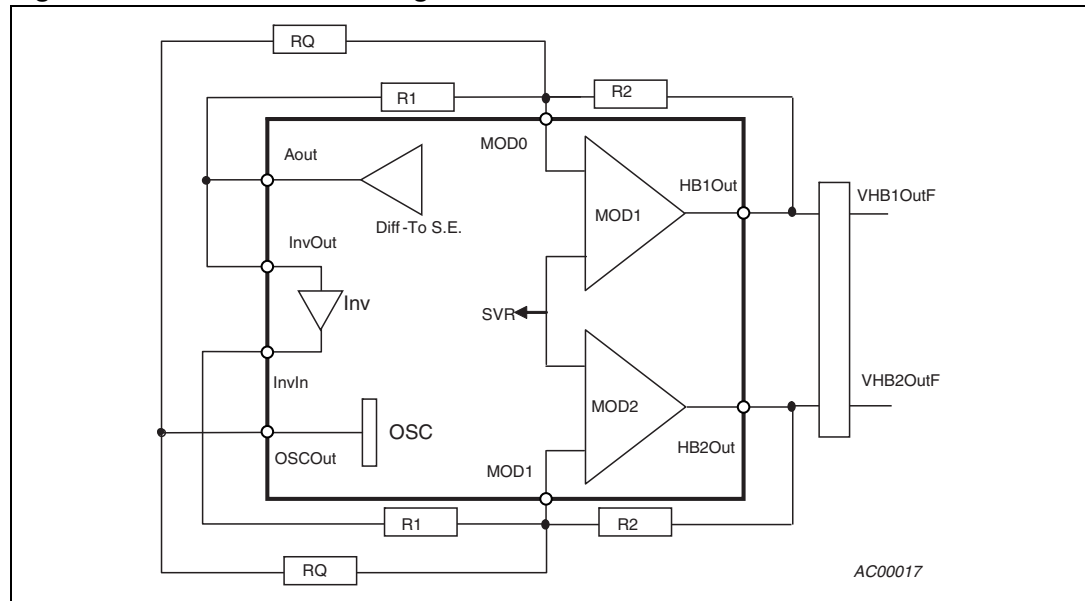 RQ
R1
R2
Aout
MOD0
Diff-To S.E.
MOD1
HB1Out
VHB1OutF
InvOut
Inv
SVR
InvIn
OSC
OSCOut
MOD1
MOD2
HB2Out
VHB2OutF
R1
R2
RQ
AC00017